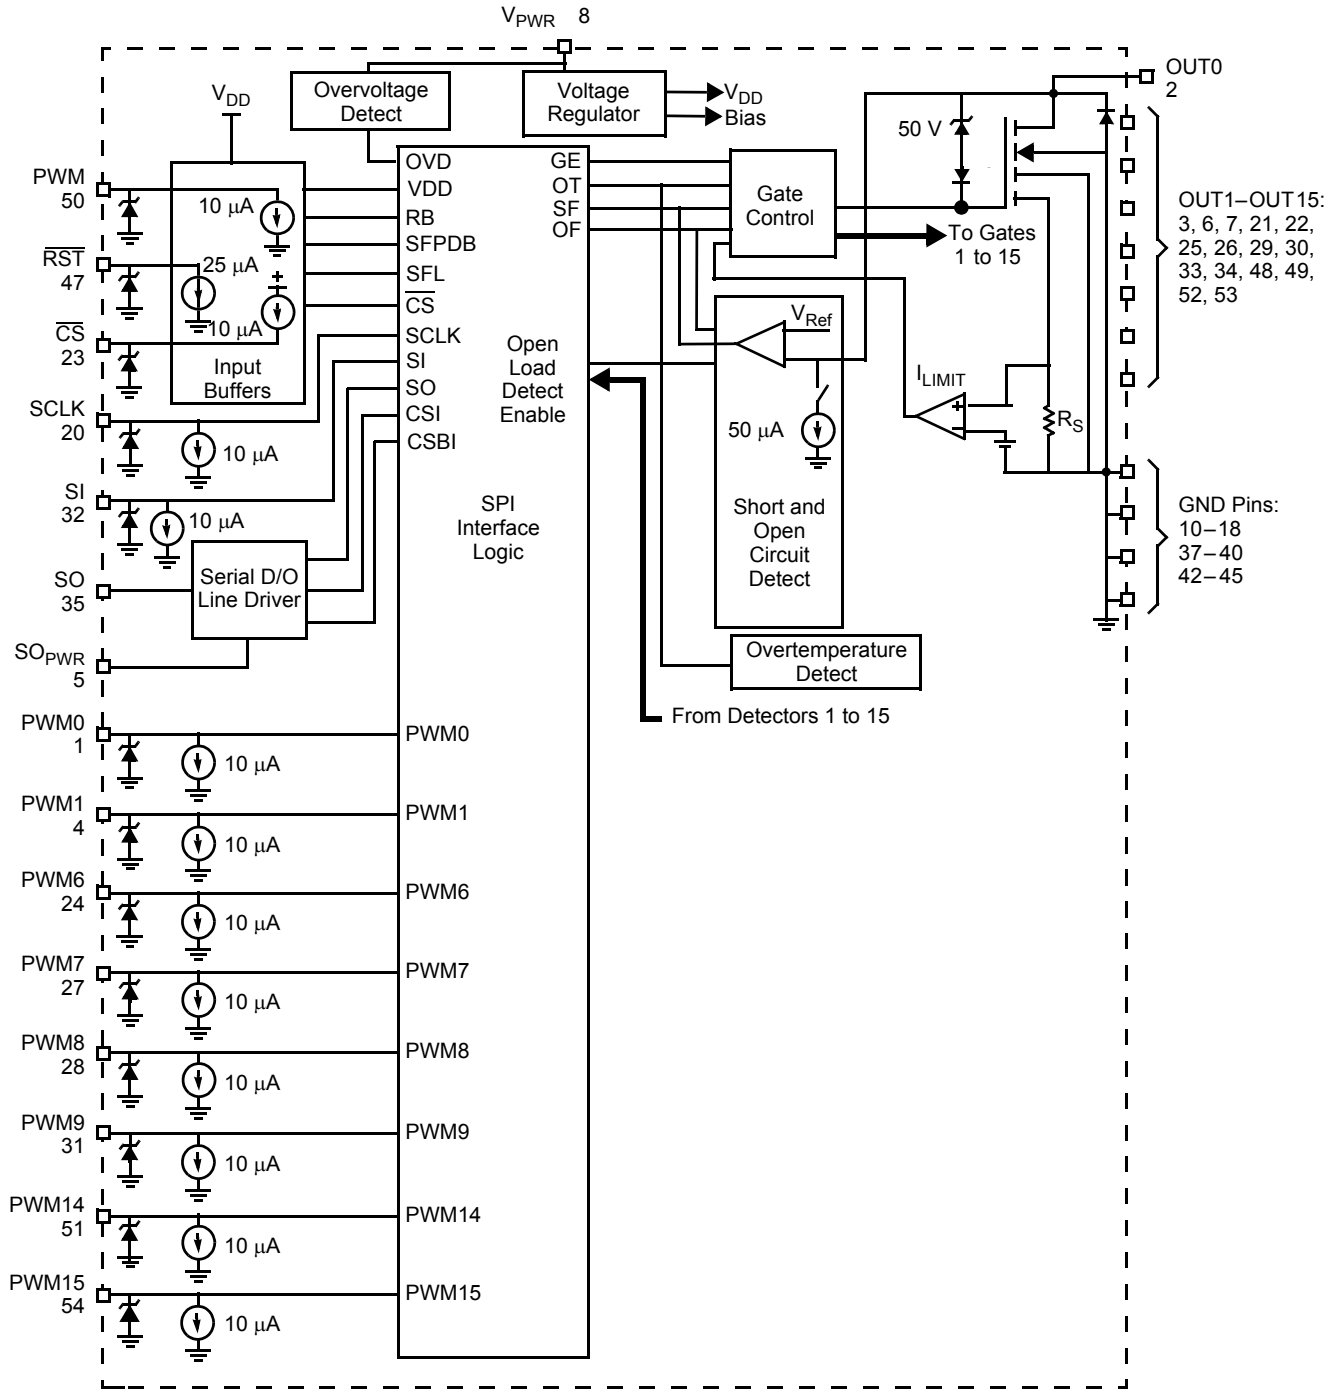 VPWR 8
OUT0
2
Overvoltage
Detect
Voltage
Regulator
VDD
Bias
VDD
50 V
PWM
50
10 µA
RST
47
25 µA
10 µA
CS
23
Input
Buffers
SCLK
20
10 µA
SI
32
10 µA
SO
35
Serial D/O
Line Driver
SOPWR
5
OVD
VDD
RB
SFPDB
SFL
CS
SCLK
SI
SO
CSI
CSBI
GE
OT
SF
OF
Open
Load
Detect
Enable
SPI
Interface
Logic
Gate
Control
To Gates
1 to 15
VRef
50 µA
Short and
Open
Circuit
Detect
ILIMIT
+
–
RS
Overtemperature
Detect
From Detectors 1 to 15
OUT1–OUT15:
3, 6, 7, 21, 22,
25, 26, 29, 30,
33, 34, 48, 49,
52, 53
GND Pins:
10–18
37–40
42–45
PWM0
1
10 µA
PWM0
PWM1
4
10 µA
PWM1
PWM6
24
10 µA
PWM6
PWM7
27
10 µA
PWM7
PWM8
28
10 µA
PWM8
PWM9
31
10 µA
PWM9
PWM14
51
10 µA
PWM14
PWM15
54
10 µA
PWM15